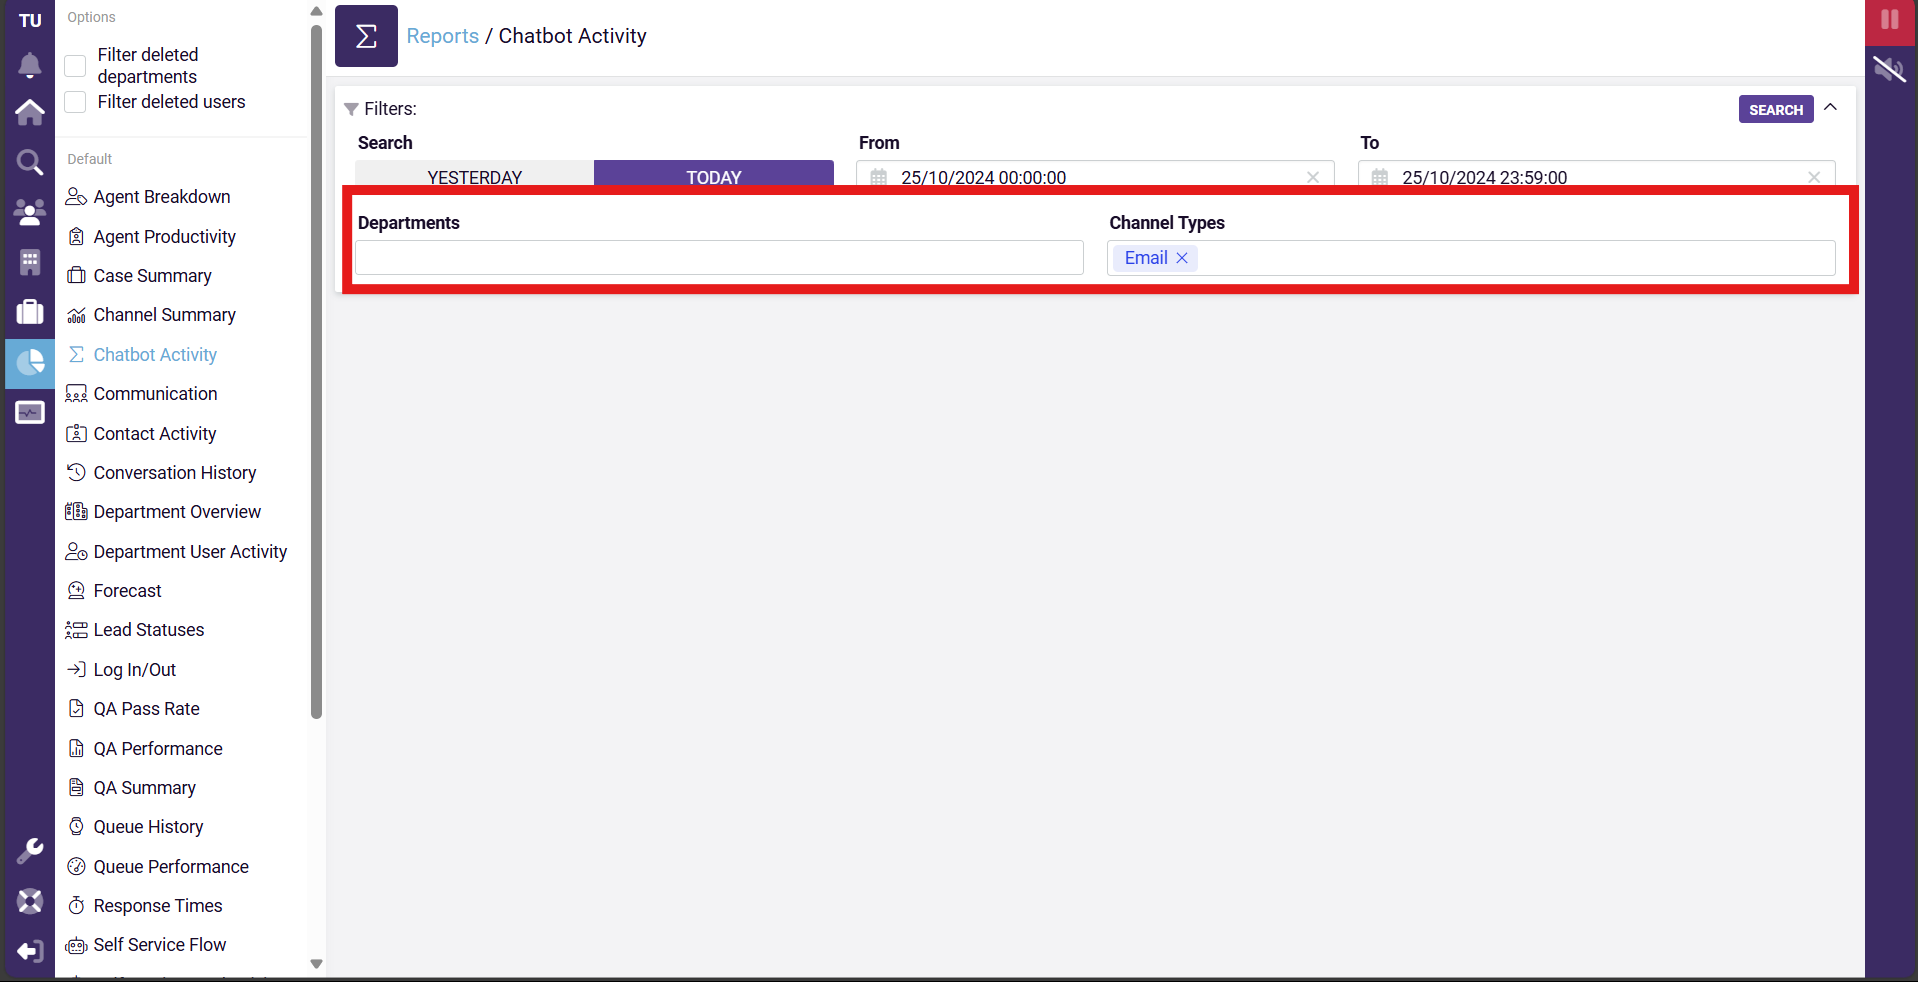 TU
Options
Filter deleted
departments
Filter deleted users
Default
Agent Breakdown
Agent Productivity
Case Summary
Channel Summary
Chatbot Activity
Communication
Contact Activity
Conversation History
Department Overview
Department User Activity
Forecast
Lead Statuses
Log In/Out
QA Pass Rate
QA Performance
QA Summary
Queue History
Queue Performance
Response Times
Self Service Flow
Reports / Chatbot Activity
Filters:
SEARCH
Search
From
To
YESTERDAY
TODAY
25/10/2024 00:00:00
25/10/2024 23:59:00
Departments
Channel Types
Email